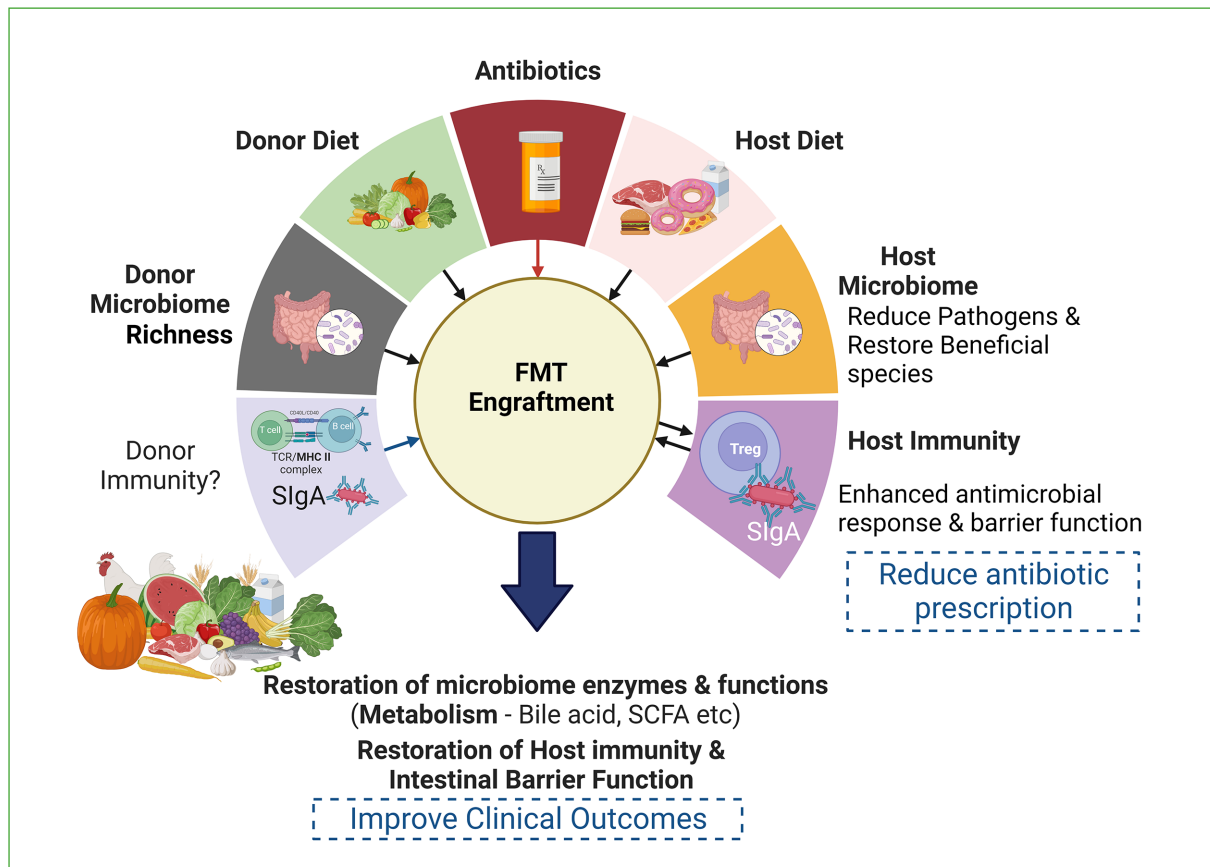 Antibiotics
Donor Diet
Host Diet
Rx
Donor
Microbiome
Richness
Host
Microbiome
Reduce Pathogens &
Restore Beneficial
species
FMT
Engraftment
Donor
Immunity?
CD40L/CD40
T cell
B cell
TCR/MHC II
complex
SIgA
Treg
SIgA
Host Immunity
Enhanced antimicrobial
response & barrier function
Reduce antibiotic
prescription
Restoration of microbiome enzymes & functions
(Metabolism - Bile acid, SCFA etc)
Restoration of Host immunity &
Intestinal Barrier Function
Improve Clinical Outcomes